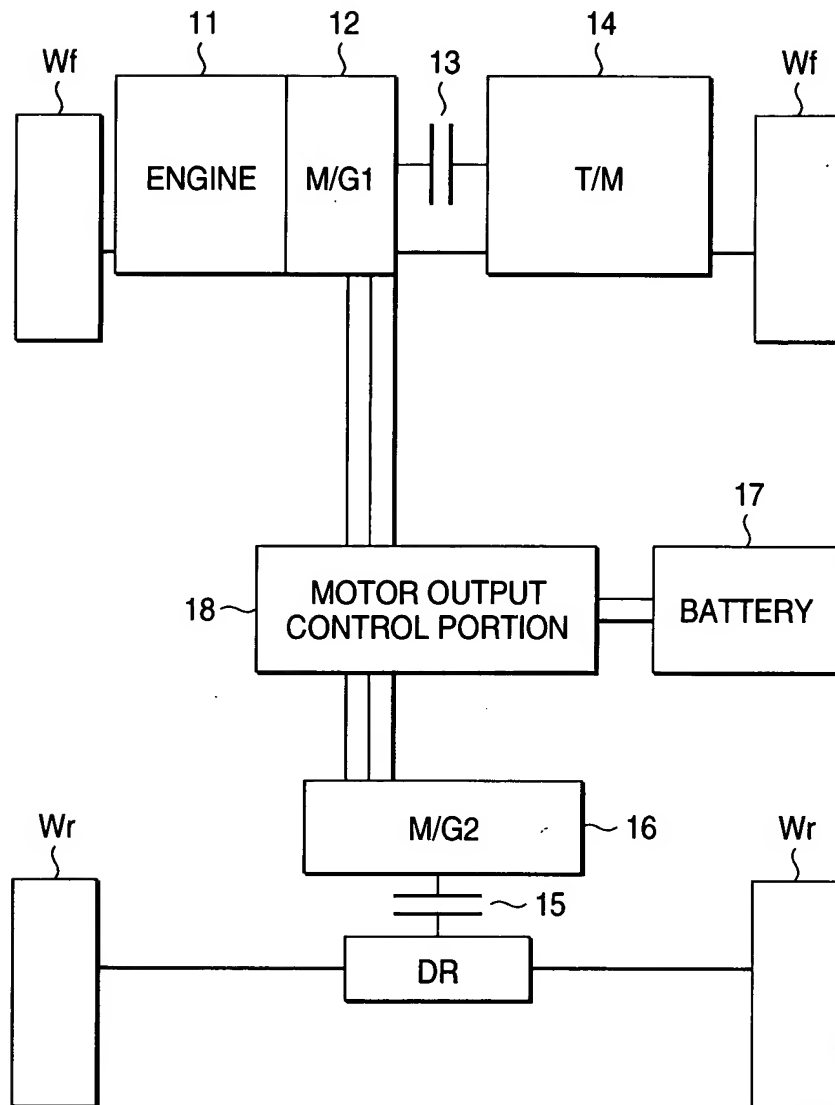 11
12
13
14
Wf
Wf
ENGINE
M/G1
T/M
17
18
MOTOR OUTPUT
CONTROL PORTION
BATTERY
Wr
M/G2
16
Wr
15
DR